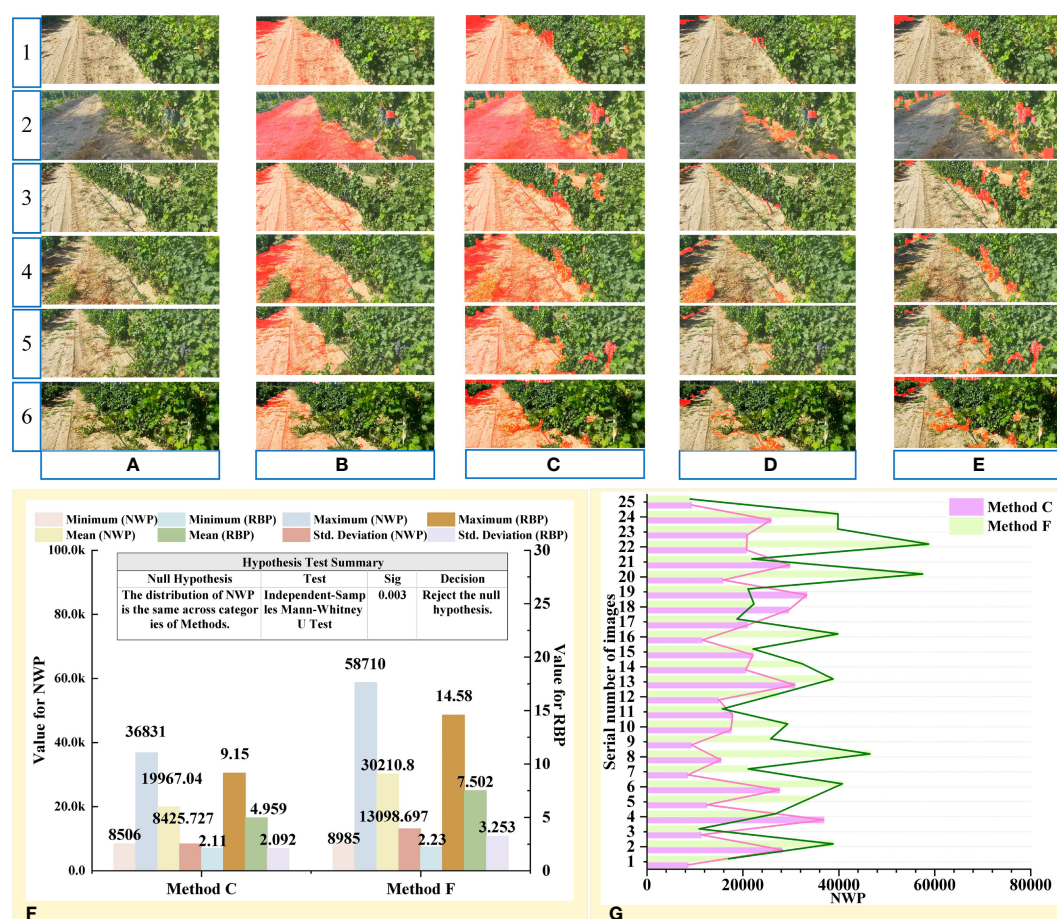 1
2
3
4
5
6
A
B
C
D
E
Minimum (NWP) Minimum (RBP) Maximum (NWP) Maximum (RBP)
Mean (NWP) Mean (RBP) Std. Deviation (NWP) Std. Deviation (RBP)
100.0k
80.0k
60.0k
40.0k
20.0k
0.0
Value for NWP
Hypothesis Test Summary
Null Hypothesis Test Sig Decision
The distribution of NWP Independent-Samp 0.003 Reject the null
is the same across categor les Mann-Whitney hypothesis.
ies of Methods. U Test
58710
14.58
36831
9.15
30210.8
19967.04
7.502
8425.727
4.959
13098.697
3.253
8506
2.11
2.092
8985
2.23
30
25
20
15
10
5
0
Value for RBP
Method C Method F
F
Method C
Method F
25
24
23
22
21
20
19
18
17
16
15
14
13
12
11
10
9
8
7
6
5
4
3
2
1
Serial number of images
0 20000 40000 60000 80000
NWP
G